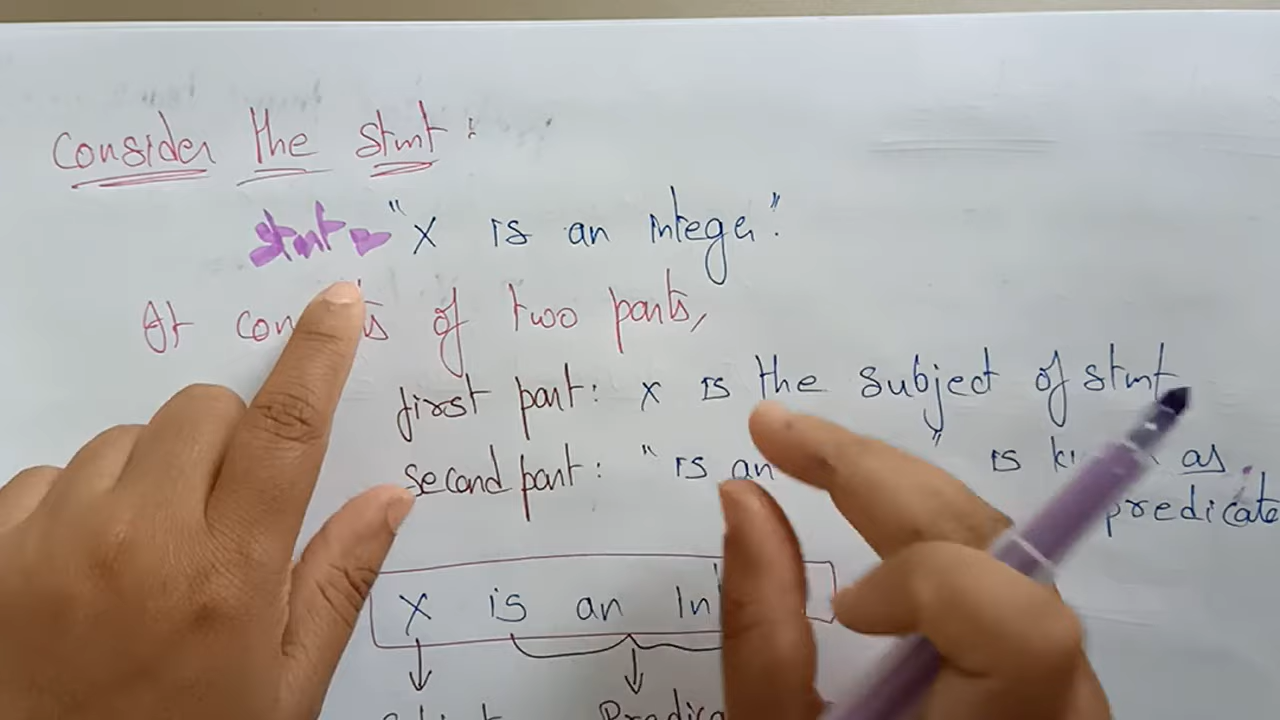 Consider the stmt:
stmt "X is an integer."
It of two parts,
first part: x is the subject of stmt
second part: "is an " is as
predicate
X is an